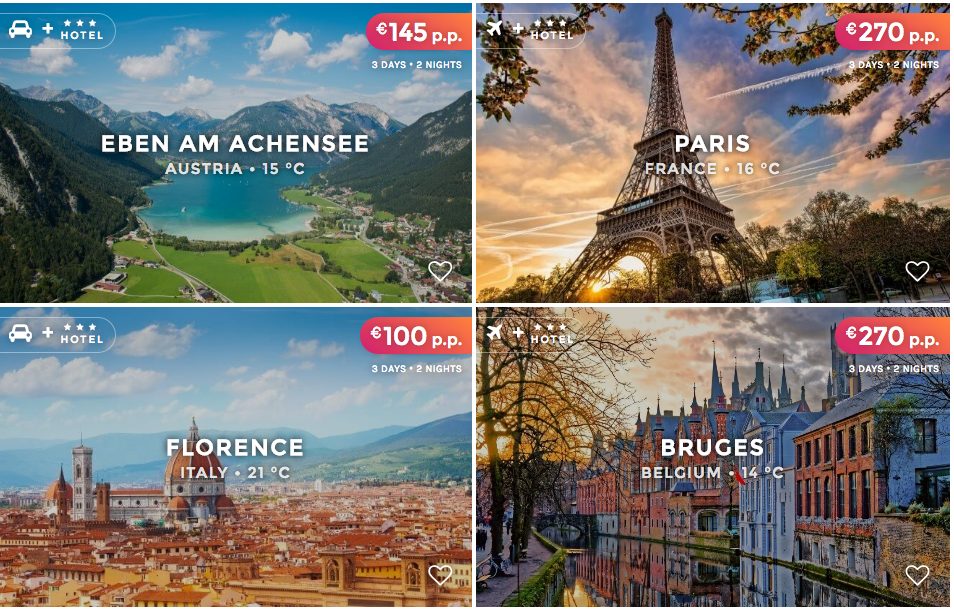 + HOTEL
€145 p.p.
3 DAYS • 2 NIGHTS
EBEN AM ACHENSEE
AUSTRIA • 15 °C
+ HOTEL
€270 p.p.
3 DAYS • 2 NIGHTS
PARIS
FRANCE • 16 °C
+ HOTEL
€100 p.p.
3 DAYS • 2 NIGHTS
FLORENCE
ITALY • 21 °C
+ HOTEL
€270 p.p.
3 DAYS • 2 NIGHTS
BRUGES
BELGIUM • 14 °C